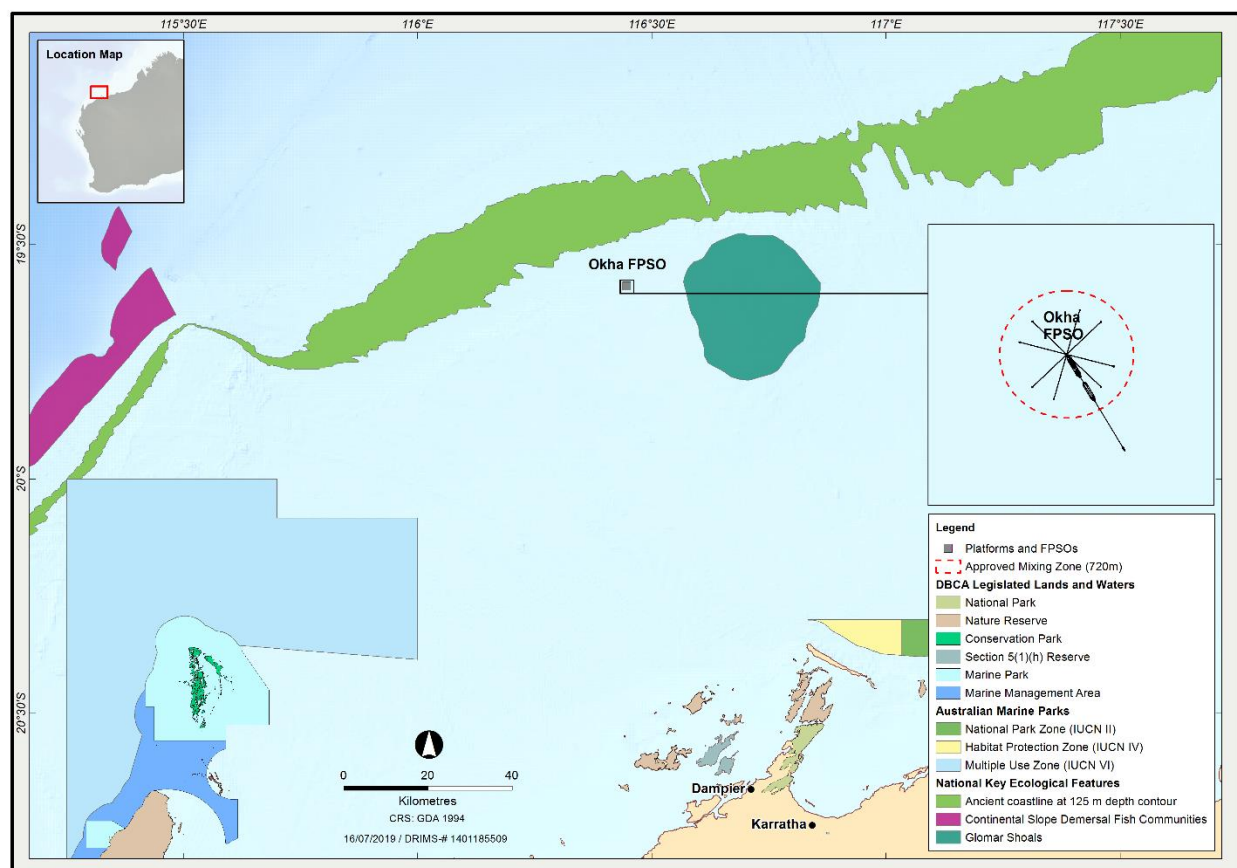 115°30'E
116°E
116°30'E
117°E
117°30'E
Location Map
19°30'S
20°S
20°30'S
Okha FPSO
Okha
FPSO
Dampier
Karratha
0 20 40
Kilometres
CRS: GDA 1994
16/07/2019 / DRIMS-# 1401185509
Legend
Platforms and FPSOs
Approved Mixing Zone (720m)
DBCA Legislated Lands and Waters
National Park
Nature Reserve
Conservation Park
Section 5(1)(h) Reserve
Marine Park
Marine Management Area
Australian Marine Parks
National Park Zone (IUCN II)
Habitat Protection Zone (IUCN IV)
Multiple Use Zone (IUCN VI)
National Key Ecological Features
Ancient coastline at 125 m depth contour
Continental Slope Demersal Fish Communities
Glomar Shoals